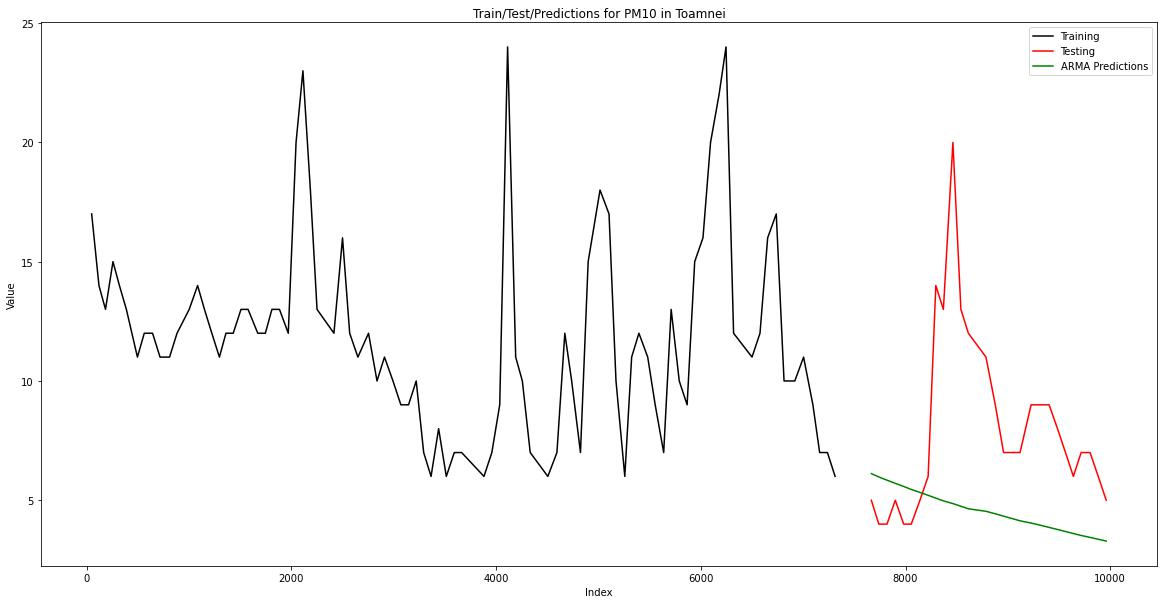 Train/Test/Predictions for PM10 in Toamnei
Training
Testing
ARMA Predictions
25
20
15
10
5
Value
0
2000
4000
6000
8000
10000
Index